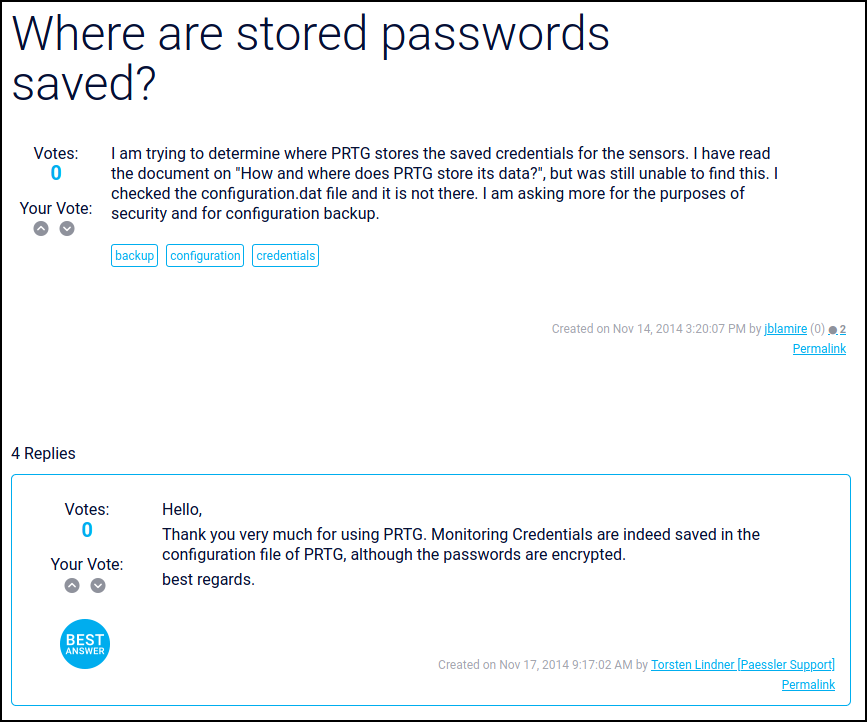 Where are stored passwords
saved?
Votes:
0
Your Vote:
I am trying to determine where PRTG stores the saved credentials for the sensors. I have read
the document on "How and where does PRTG store its data?", but was still unable to find this. I
checked the configuration.dat file and it is not there. I am asking more for the purposes of
security and for configuration backup.
backup configuration credentials
Created on Nov 14, 2014 3:20:07 PM by jblamire (0) ●2
Permalink
4 Replies
Votes:
0
Your Vote:
BEST
ANSWER
Hello,
Thank you very much for using PRTG. Monitoring Credentials are indeed saved in the
configuration file of PRTG, although the passwords are encrypted.
best regards.
Created on Nov 17, 2014 9:17:02 AM by Torsten Lindner [Paessler Support]
Permalink